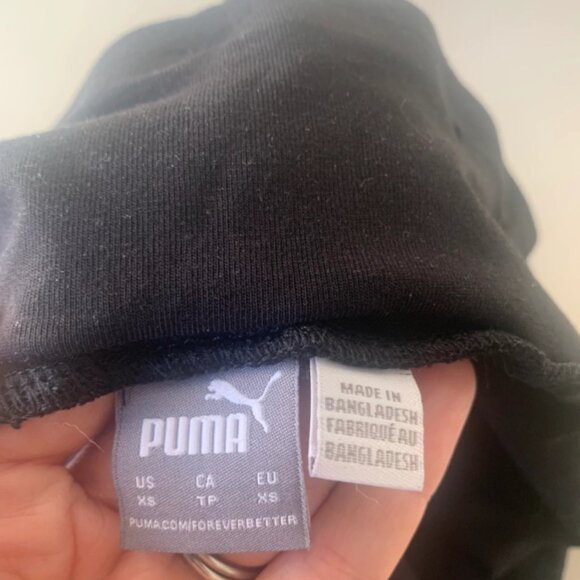 PUMA
US CA EU
XS TP XS
PUMA.COM/FOREVERBETTER
MADE IN
BANGLADESH
FABRIQUÉ AU
BANGLADESH